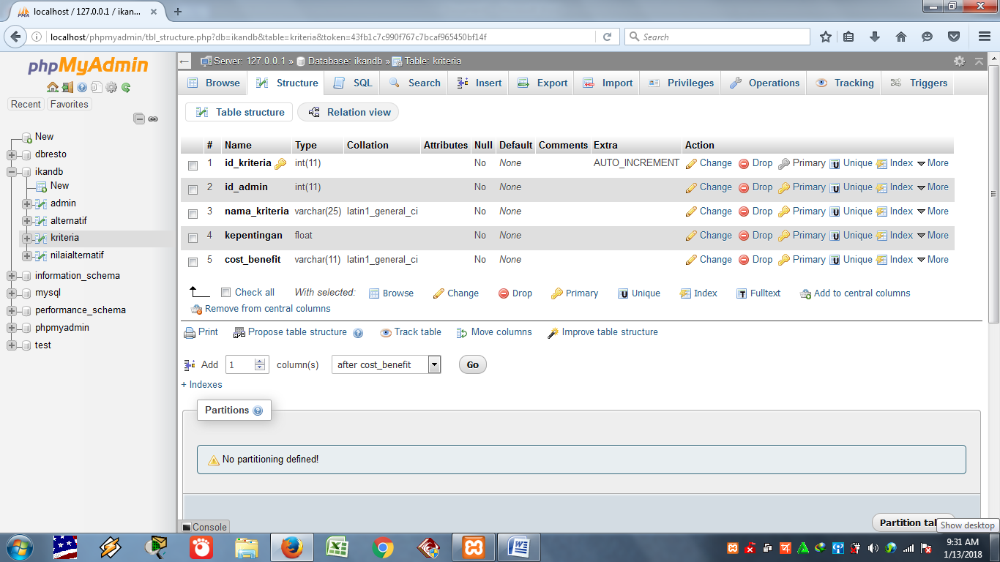 localhost / 127.0.0.1 / ikan...
localhost/phpmyadmin/tbl_structure.php?db=ikandb&table=kriteria&token=43fb1c7c990f767c7bcaf965450bf14f
Search
phpMyAdmin
Recent Favorites
New
dbresto
ikandb
New
admin
alternatif
kriteria
nilaialternatif
information_schema
mysql
performance_schema
phpmyadmin
test
Server: 127.0.0.1 » Database: ikandb » Table: kriteria
Browse Structure SQL Search Insert Export Import Privileges Operations Tracking Triggers
Table structure Relation view
# Name Type Collation Attributes Null Default Comments Extra Action
1 id_kriteria int(11) No None AUTO_INCREMENT Change Drop Primary Unique Index More
2 id_admin int(11) No None Change Drop Primary Unique Index More
3 nama_kriteria varchar(25) latin1_general_ci No None Change Drop Primary Unique Index More
4 kepentingan float No None Change Drop Primary Unique Index More
5 cost_benefit varchar(11) latin1_general_ci No None Change Drop Primary Unique Index More
Check all With selected: Browse Change Drop Primary Unique Index Fulltext Add to central columns
Remove from central columns
Print Propose table structure Track table Move columns Improve table structure
Add 1 column(s) after cost_benefit Go
+ Indexes
Partitions
No partitioning defined!
Console
Partition tab
Show desktop
9:31 AM
1/13/2018